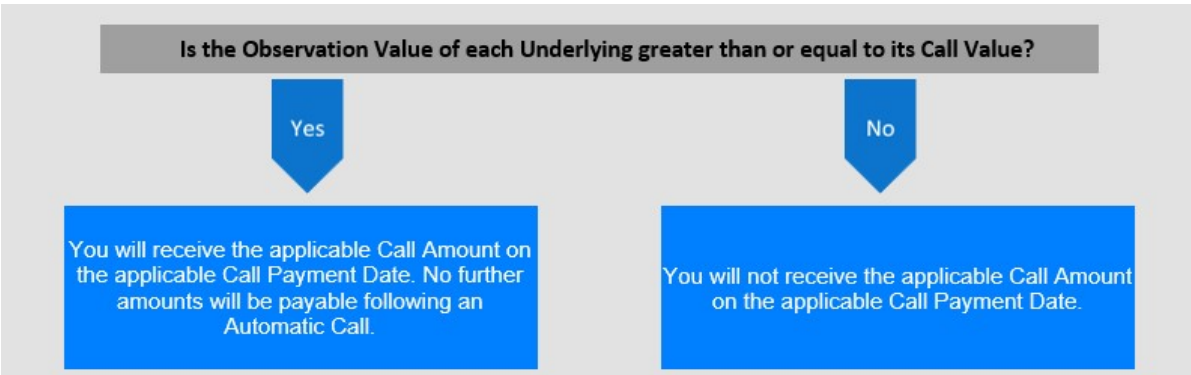 Is the Observation Value of each Underlying greater than or equal to its Call Value?
Yes
No
You will receive the applicable Call Amount on
the applicable Call Payment Date. No further
amounts will be payable following an
Automatic Call.
You will not receive the applicable Call Amount
on the applicable Call Payment Date.